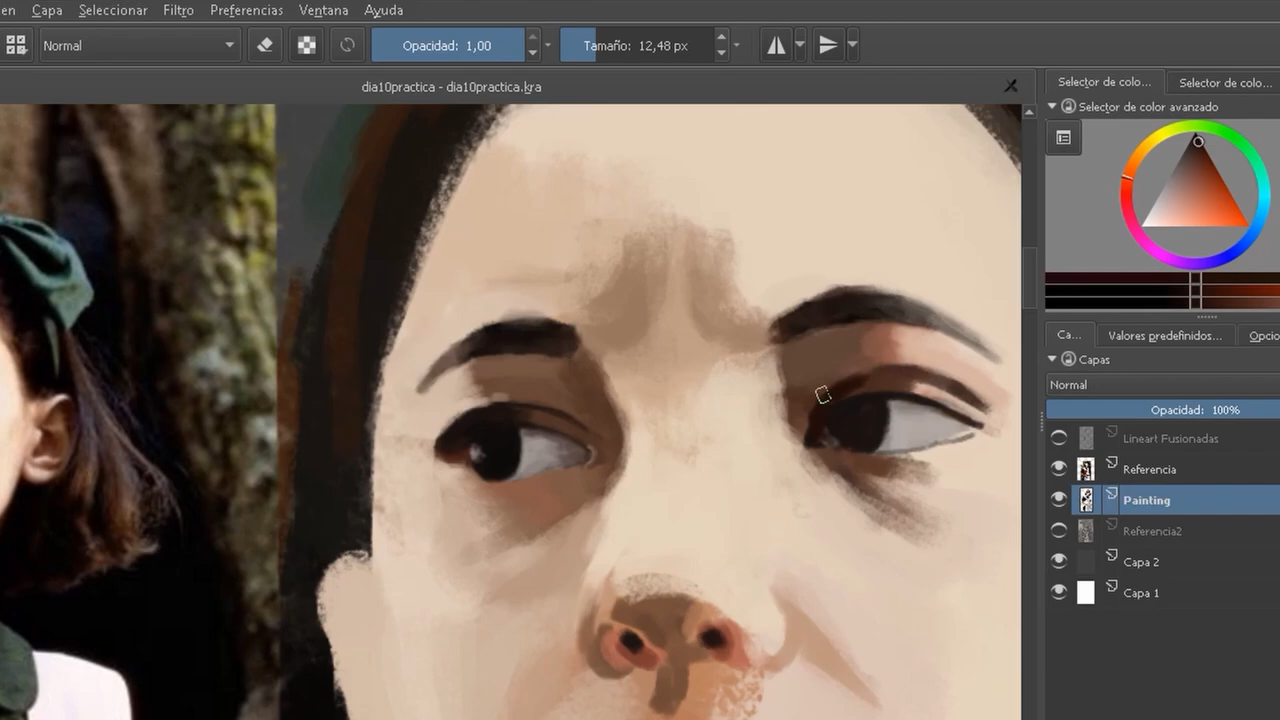 en Capa Seleccionar Filtro Preferencias Ventana Ayuda
Normal Opacidad: 1,00 Tamaño: 12,48 px
dia10practica - dia10practica.kra
Selector de colo... Selector de colo...
Selector de color avanzado
Ca... Valores predefinidos... Opcio
Capas
Normal
Opacidad: 100%
Lineart Fusionadas
Referencia
Painting
Referencia2
Capa 2
Capa 1